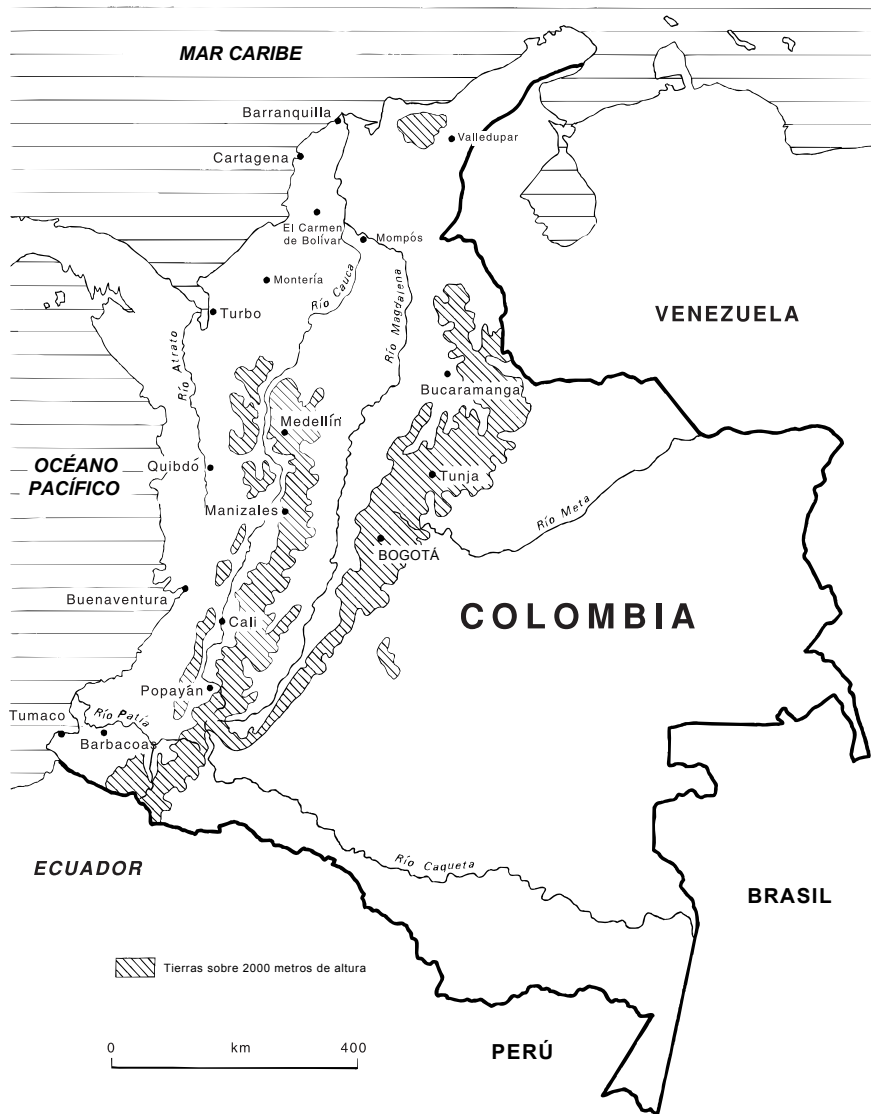 MAR CARIBE
Barranquilla
Valledupar
Cartagena
El Carmen
de Bolívar
Mompós
Montería
Río Cauca
Río Magdalena
Turbo
VENEZUELA
Río Atrato
Bucaramanga
Medellín
OCÉANO
PACÍFICO
Quibdó
Tunja
Manizales
Río Meta
BOGOTÁ
Buenaventura
COLOMBIA
Cali
Popayán
Tumaco
Río Patía
Barbacoas
ECUADOR
Río Caqueta
BRASIL
Tierras sobre 2000 metros de altura
0 km 400
PERÚ